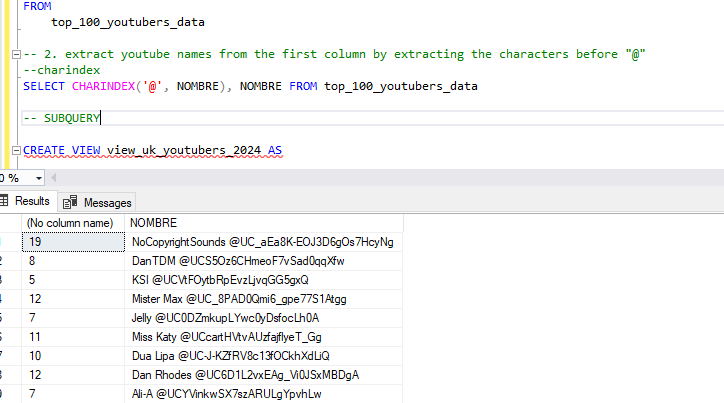 FROM
top_100_youtubers_data
-- 2. extract youtube names from the first column by extracting the characters before "@"
--charindex
SELECT CHARINDEX('@', NOMBRE), NOMBRE FROM top_100_youtubers_data
-- SUBQUERY
CREATE VIEW view_uk_youtubers_2024 AS
0 %
Results Messages
(No column name) NOMBRE
19 NoCopyrightSounds @UC_aEa8K-EOJ3D6gOs7HcyNg
2 8 DanTDM @UCS5Oz6CHmeoF7vSad0qqXfw
3 5 KSI @UCVtFOytbRpEvzLjvqGG5gxQ
4 12 Mister Max @UC_8PAD0Qmi6_gpe77S1Atgg
5 7 Jelly @UC0DZmkupLYwc0yDsfocLh0A
6 11 Miss Katy @UCcartHVtvAUzfajflyeT_Gg
7 10 Dua Lipa @UC-J-KZfRV8c13fOCkhXdLiQ
8 12 Dan Rhodes @UC6D1L2vxEAg_Vi0JSxMBDgA
9 7 Ali-A @UCYVinkwSX7szARULgYpvhLw